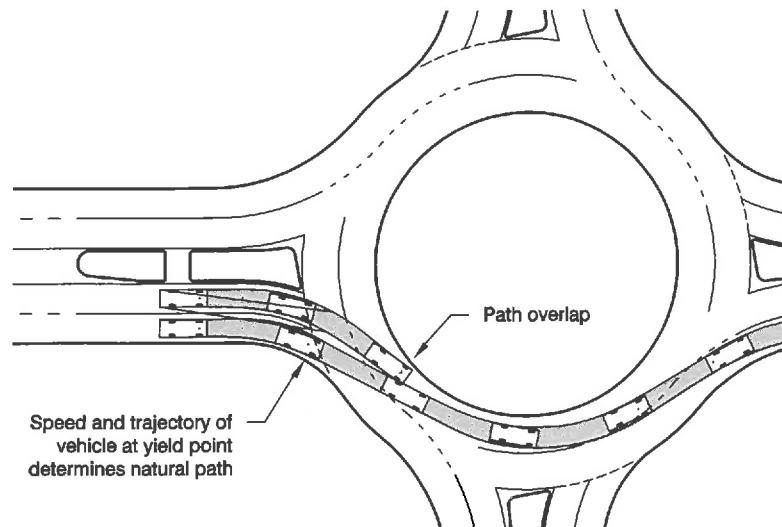 Path overlap
Speed and trajectory of
vehicle at yield point
determines natural path